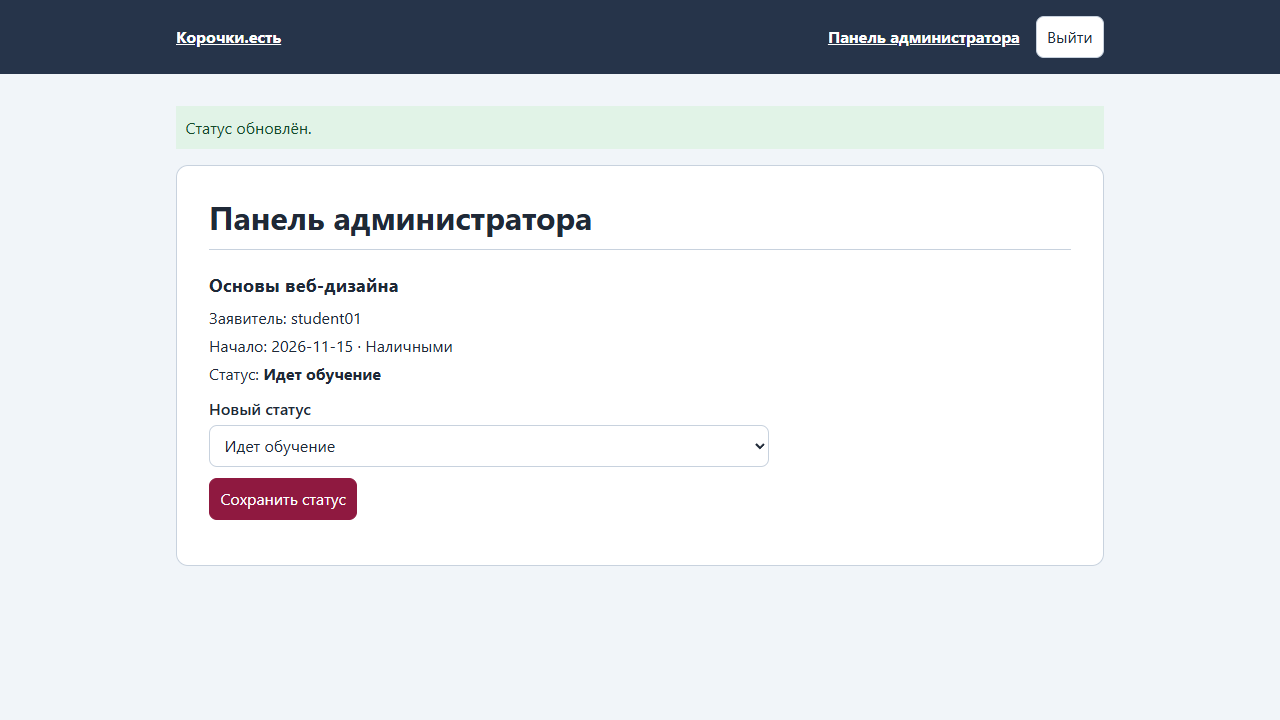 Корочки.есть
Панель администратора
Выйти
Статус обновлён.
Панель администратора
Основы веб-дизайна
Заявитель: student01
Начало: 2026-11-15 · Наличными
Статус: Идет обучение
Новый статус
Идет обучение
Сохранить статус